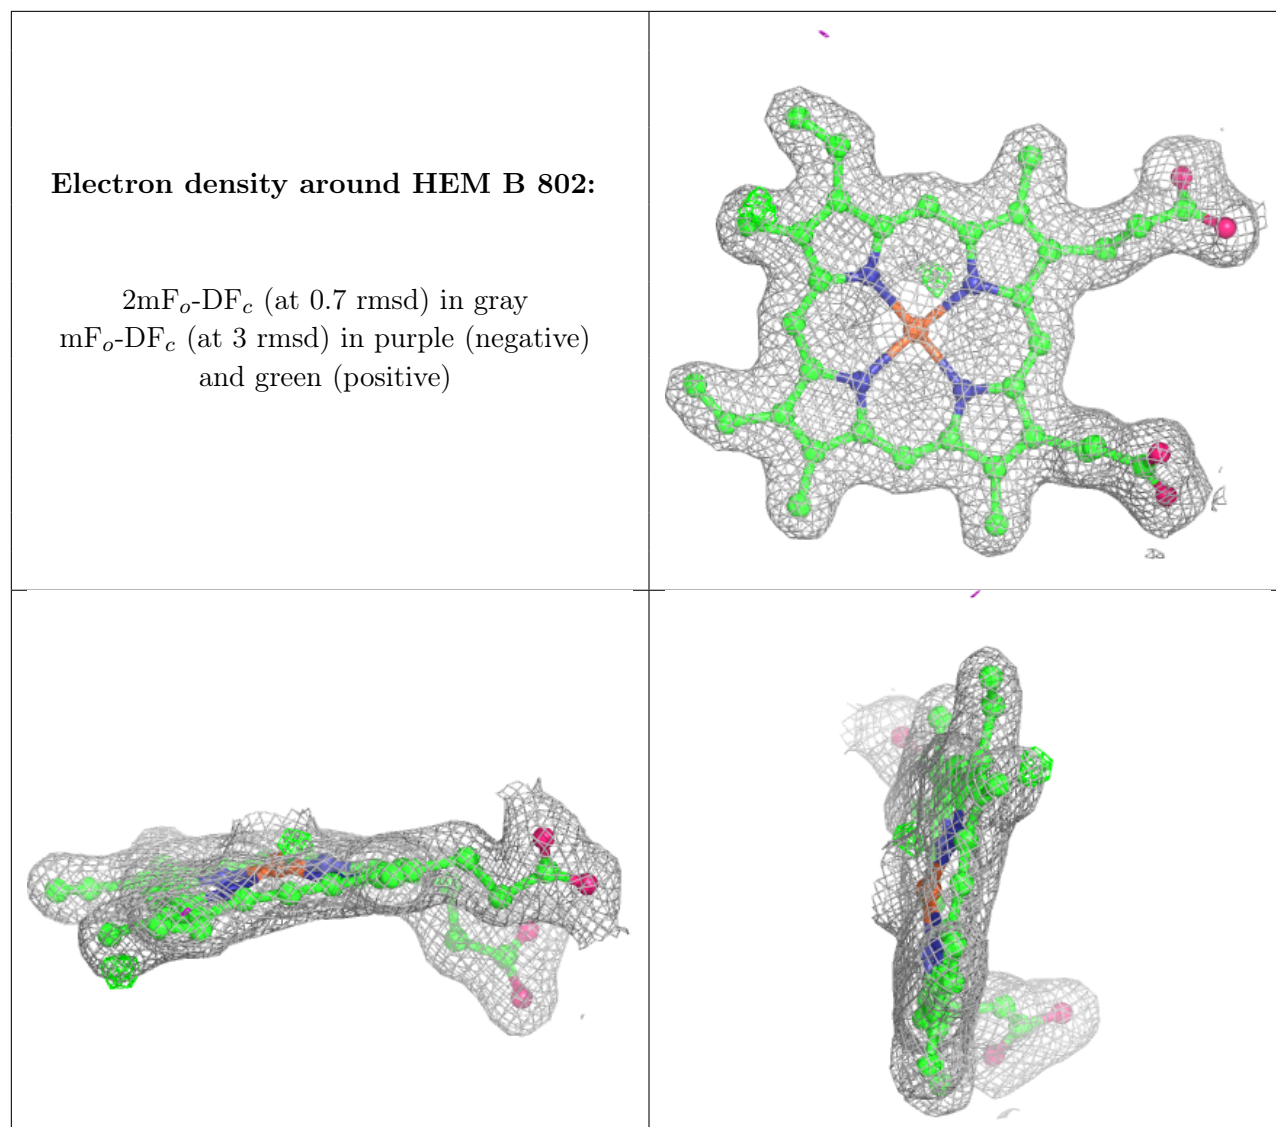 Electron density around HEM B 802:
2mFo-DFc (at 0.7 rmsd) in gray
mFo-DFc (at 3 rmsd) in purple (negative)
and green (positive)